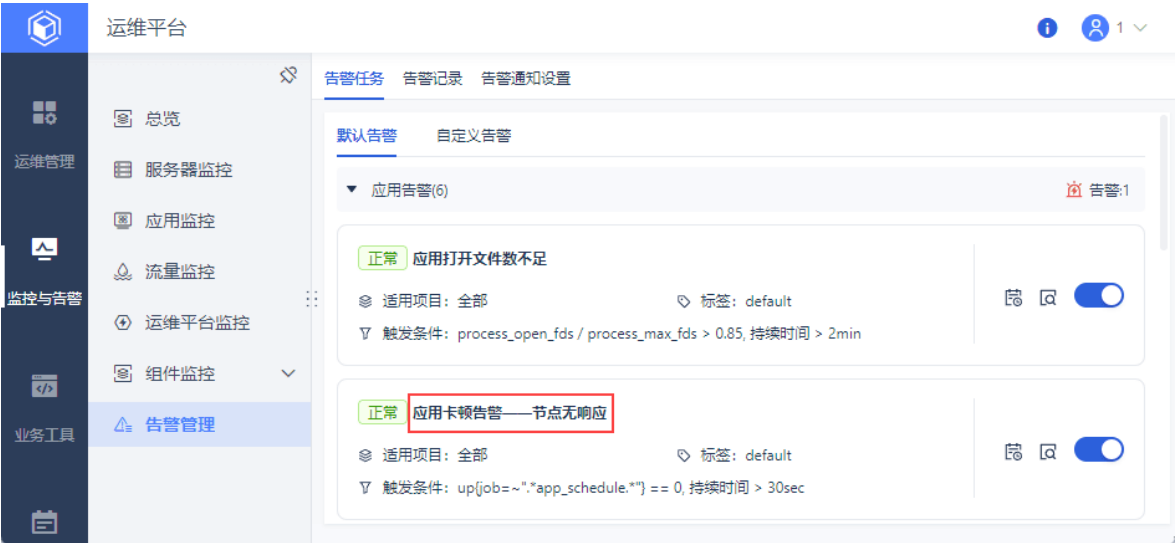 运维平台
1
告警任务 告警记录 告警通知设置
运维管理
监控与告警
业务工具
总览
服务器监控
应用监控
流量监控
运维平台监控
组件监控
告警管理
默认告警 自定义告警
应用告警(6) 告警:1
正常 应用打开文件数不足
适用项目：全部 标签：default
触发条件：process_open_fds / process_max_fds > 0.85, 持续时间 > 2min
正常 应用卡顿告警——节点无响应
适用项目：全部 标签：default
触发条件：up{job=~".*app_schedule.*"} == 0, 持续时间 > 30sec